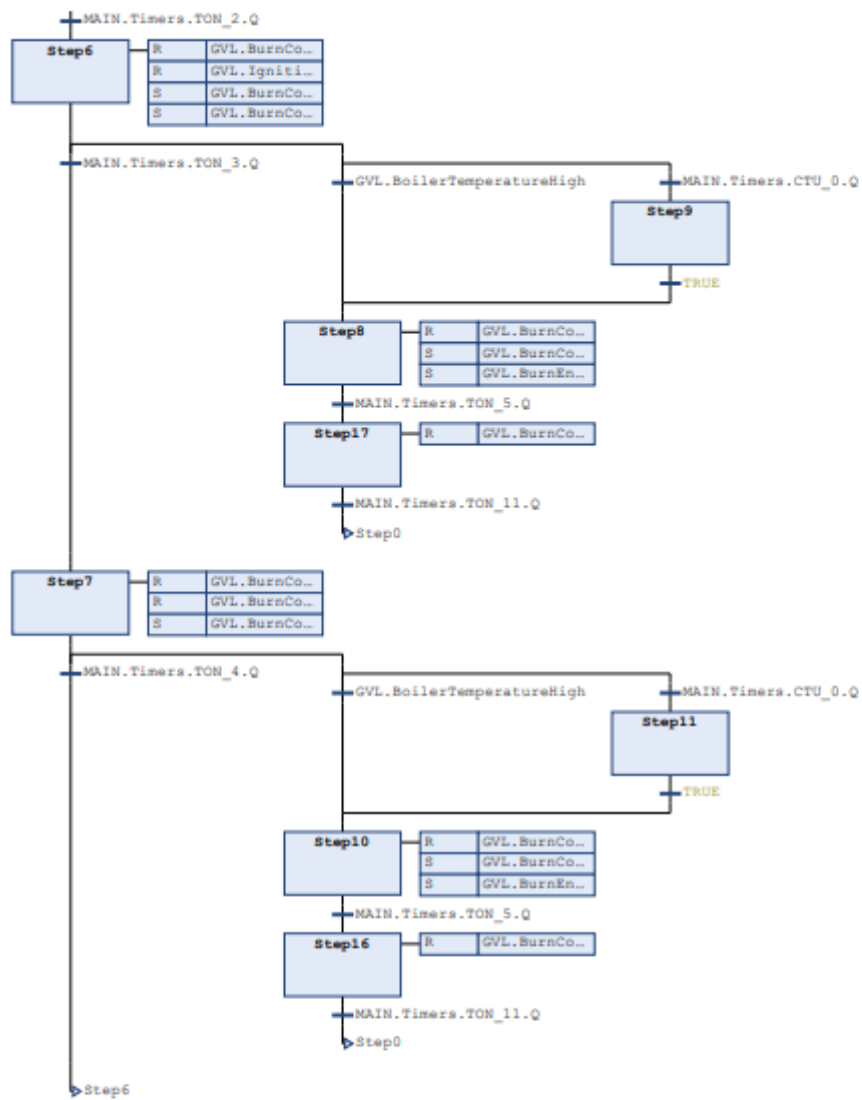 MAIN.Timers.TON_2.Q
Step6
R GVL.BurnCo…
R GVL.Igniti…
S GVL.BurnCo…
S GVL.BurnCo…
MAIN.Timers.TON_3.Q
GVL.BoilerTemperatureHigh
MAIN.Timers.CTU_0.Q
Step9
TRUE
Step8
R GVL.BurnCo…
S GVL.BurnCo…
S GVL.BurnEn…
MAIN.Timers.TON_5.Q
Step17
R GVL.BurnCo…
MAIN.Timers.TON_11.Q
Step0
Step7
R GVL.BurnCo…
R GVL.BurnCo…
S GVL.BurnCo…
MAIN.Timers.TON_4.Q
GVL.BoilerTemperatureHigh
MAIN.Timers.CTU_0.Q
Step11
TRUE
Step10
R GVL.BurnCo…
S GVL.BurnCo…
S GVL.BurnEn…
MAIN.Timers.TON_5.Q
Step16
R GVL.BurnCo…
MAIN.Timers.TON_11.Q
Step0
Step6